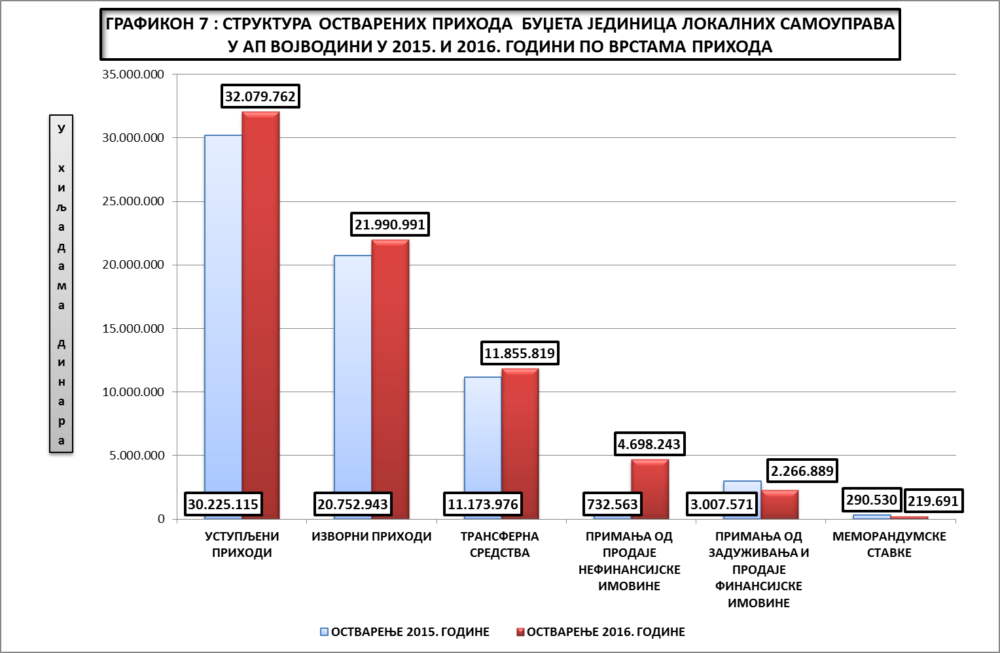 ГРАФИКОН 7 : СТРУКТУРА ОСТВАРЕНИХ ПРИХОДА БУЏЕТА ЈЕДИНИЦА ЛОКАЛНИХ САМОУПРАВА
У АП ВОЈВОДИНИ У 2015. И 2016. ГОДИНИ ПО ВРСТАМА ПРИХОДА
У хиљадама динара
35.000.000
30.000.000
25.000.000
20.000.000
15.000.000
10.000.000
5.000.000
0
32.079.762
21.990.991
11.855.819
4.698.243
2.266.889
219.691
30.225.115
20.752.943
11.173.976
732.563
3.007.571
290.530
УСТУПЉЕНИ
ПРИХОДИ
ИЗВОРНИ ПРИХОДИ
ТРАНСФЕРНА
СРЕДСТВА
ПРИМАЊА ОД
ПРОДАЈЕ
НЕФИНАНСИЈСКЕ
ИМОВИНЕ
ПРИМАЊА ОД
ЗАДУЖИВАЊА И
ПРОДАЈЕ
ФИНАНСИЈСКЕ
ИМОВИНЕ
МЕМОРАНДУМСКЕ
СТАВКЕ
ОСТВАРЕЊЕ 2015. ГОДИНЕ
ОСТВАРЕЊЕ 2016. ГОДИНЕ